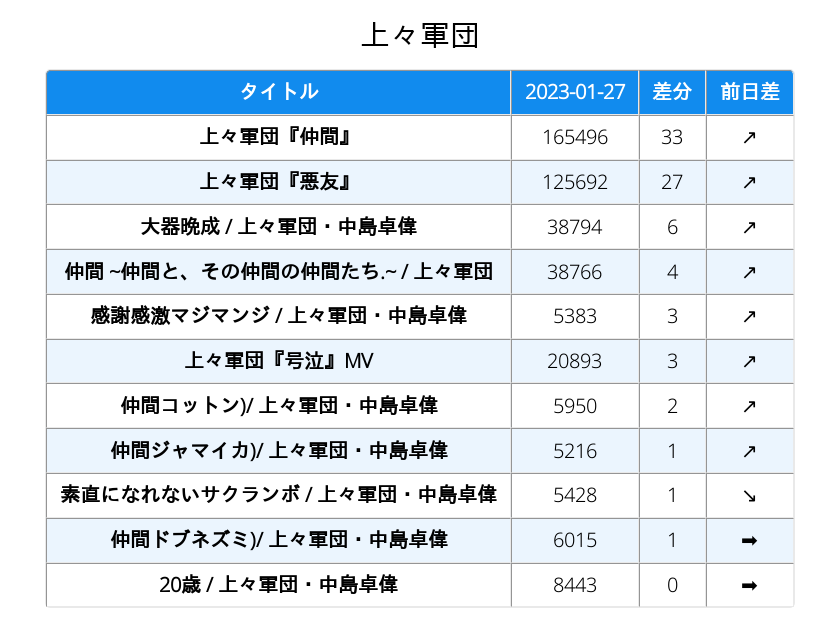 上々軍団
タイトル 2023-01-27 差分 前日差
上々軍団『仲間』 165496 33 ↗
上々軍団『悪友』 125692 27 ↗
大器晩成 / 上々軍団・中島卓偉 38794 6 ↗
仲間 ~仲間と、その仲間の仲間たち.~ / 上々軍団 38766 4 ↗
感謝感激マジマンジ / 上々軍団・中島卓偉 5383 3 ↗
上々軍団『号泣』MV 20893 3 ↗
仲間コットン)/ 上々軍団・中島卓偉 5950 2 ↗
仲間ジャマイカ)/ 上々軍団・中島卓偉 5216 1 ↗
素直になれないサクランボ / 上々軍団・中島卓偉 5428 1 ↘
仲間ドブネズミ)/ 上々軍団・中島卓偉 6015 1 ➡
20歳 / 上々軍団・中島卓偉 8443 0 ➡